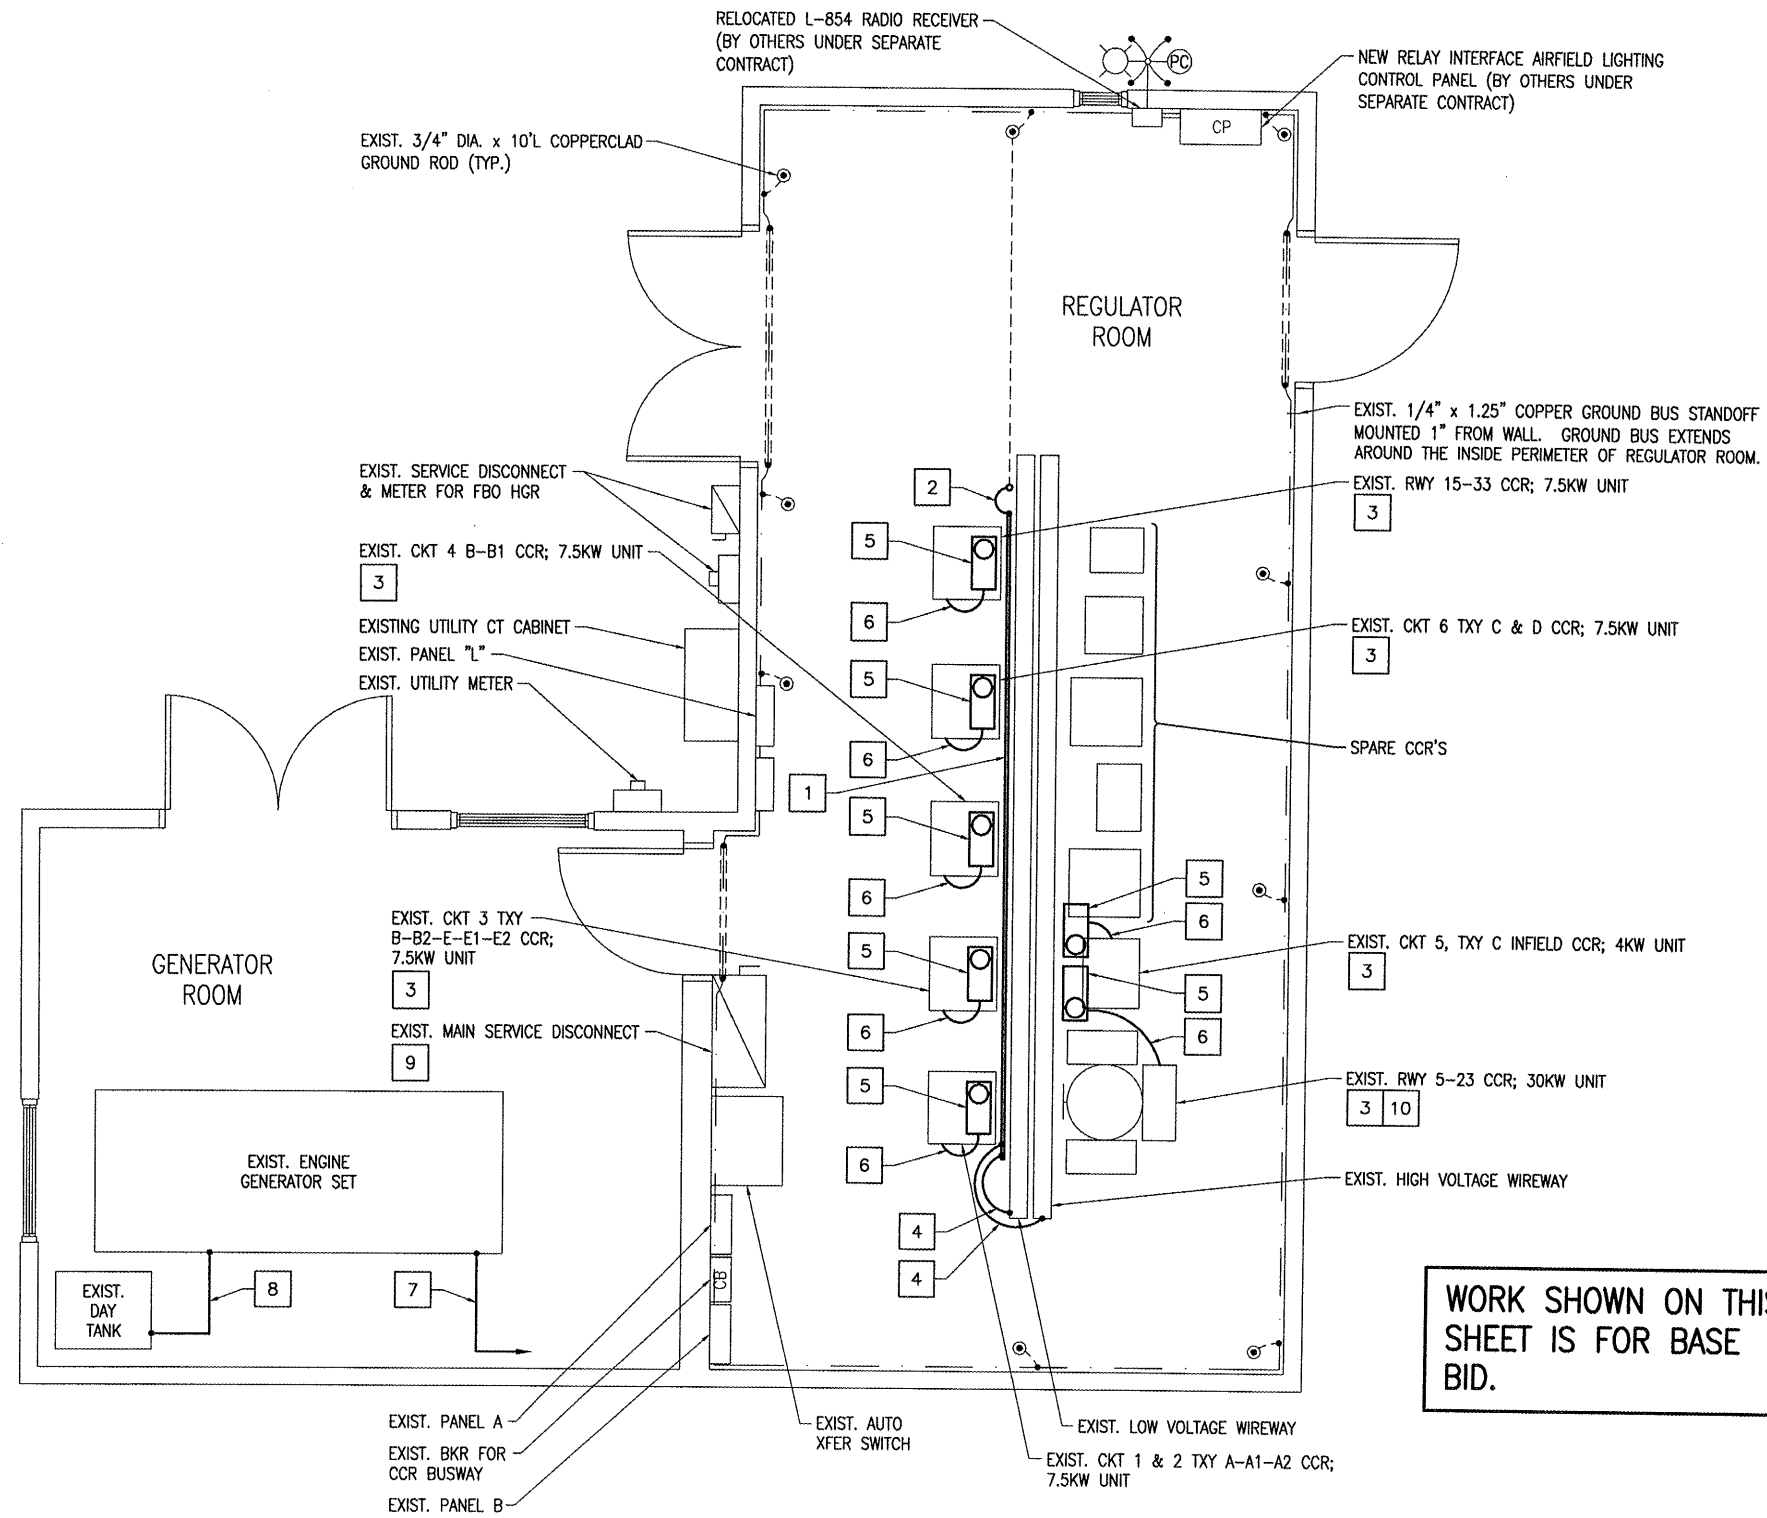 RELOCATED L-854 RADIO RECEIVER
(BY OTHERS UNDER SEPARATE
CONTRACT)
PC
NEW RELAY INTERFACE AIRFIELD LIGHTING
CONTROL PANEL (BY OTHERS UNDER
SEPARATE CONTRACT)
CP
EXIST. 3/4" DIA. x 10'L COPPERCLAD
GROUND ROD (TYP.)
REGULATOR
ROOM
EXIST. 1/4" x 1.25" COPPER GROUND BUS STANDOFF
MOUNTED 1" FROM WALL. GROUND BUS EXTENDS
AROUND THE INSIDE PERIMETER OF REGULATOR ROOM.
EXIST. SERVICE DISCONNECT
& METER FOR FBO HGR
2
EXIST. RWY 15-33 CCR; 7.5KW UNIT
3
5
EXIST. CKT 4 B-B1 CCR; 7.5KW UNIT
3
6
EXISTING UTILITY CT CABINET
EXIST. CKT 6 TXY C & D CCR; 7.5KW UNIT
3
EXIST. PANEL "L"
5
EXIST. UTILITY METER
SPARE CCR'S
6
1
5
6
5
6
EXIST. CKT 3 TXY
B-B2-E-E1-E2 CCR;
7.5KW UNIT
3
5
EXIST. CKT 5, TXY C INFIELD CCR; 4KW UNIT
3
GENERATOR
ROOM
5
6
6
EXIST. MAIN SERVICE DISCONNECT
9
5
EXIST. RWY 5-23 CCR; 30KW UNIT
3 10
6
EXIST. ENGINE
GENERATOR SET
EXIST. HIGH VOLTAGE WIREWAY
4
4
CB
EXIST.
DAY
TANK
8
7
WORK SHOWN ON THIS
SHEET IS FOR BASE
BID.
EXIST. PANEL A
EXIST. BKR FOR
CCR BUSWAY
EXIST. PANEL B
EXIST. AUTO
XFER SWITCH
EXIST. LOW VOLTAGE WIREWAY
EXIST. CKT 1 & 2 TXY A-A1-A2 CCR;
7.5KW UNIT